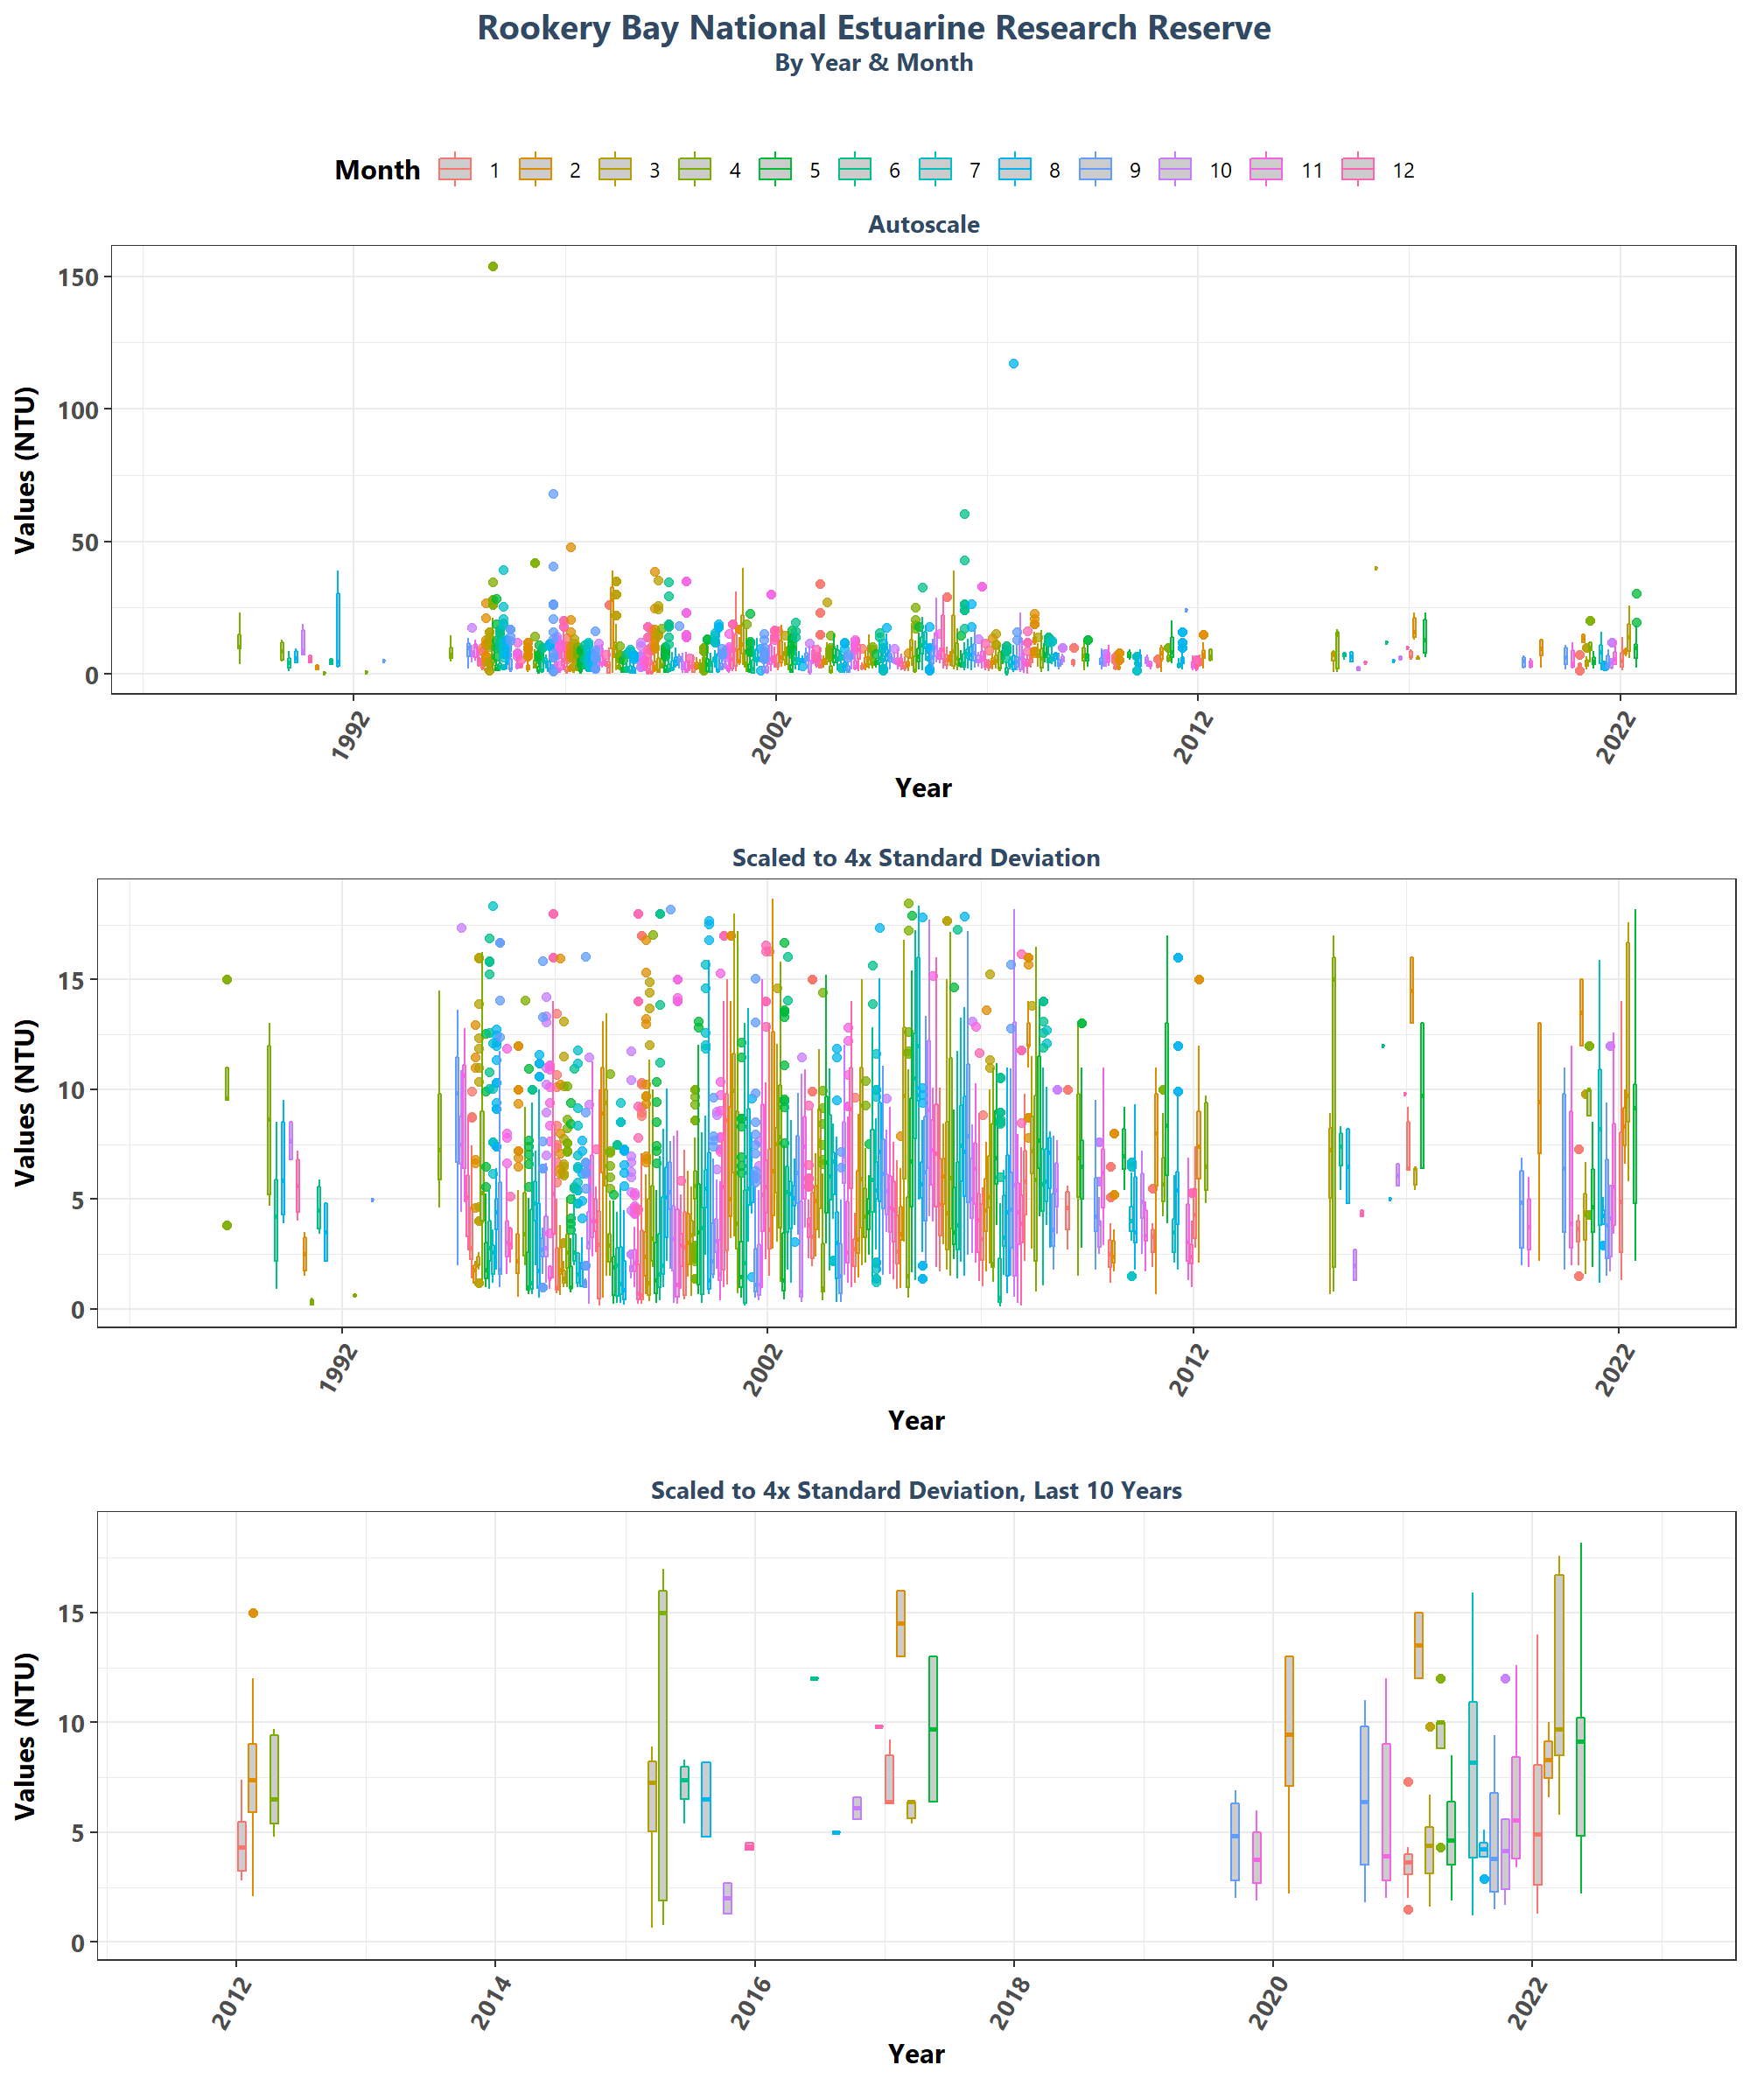 Rookery Bay National Estuarine Research Reserve
By Year & Month
Month 1 2 3 4 5 6 7 8 9 10 11 12
Autoscale
Values (NTU)
150
100
50
0
1992 2002 2012 2022
Year
Scaled to 4x Standard Deviation
Values (NTU)
15
10
5
0
1992 2002 2012 2022
Year
Scaled to 4x Standard Deviation, Last 10 Years
Values (NTU)
15
10
5
0
2012 2014 2016 2018 2020 2022
Year